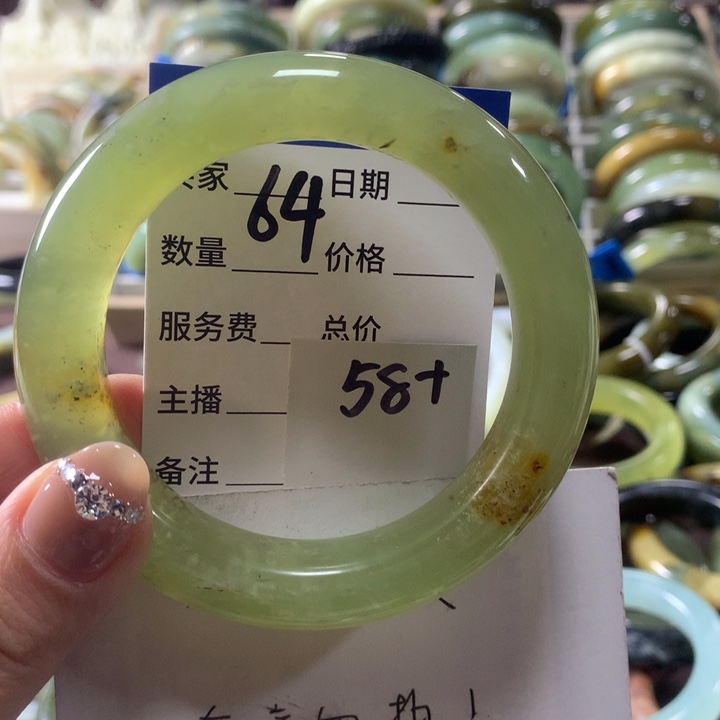 家 64 日期
数量 价格
服务费 总价
主播 58+
备注